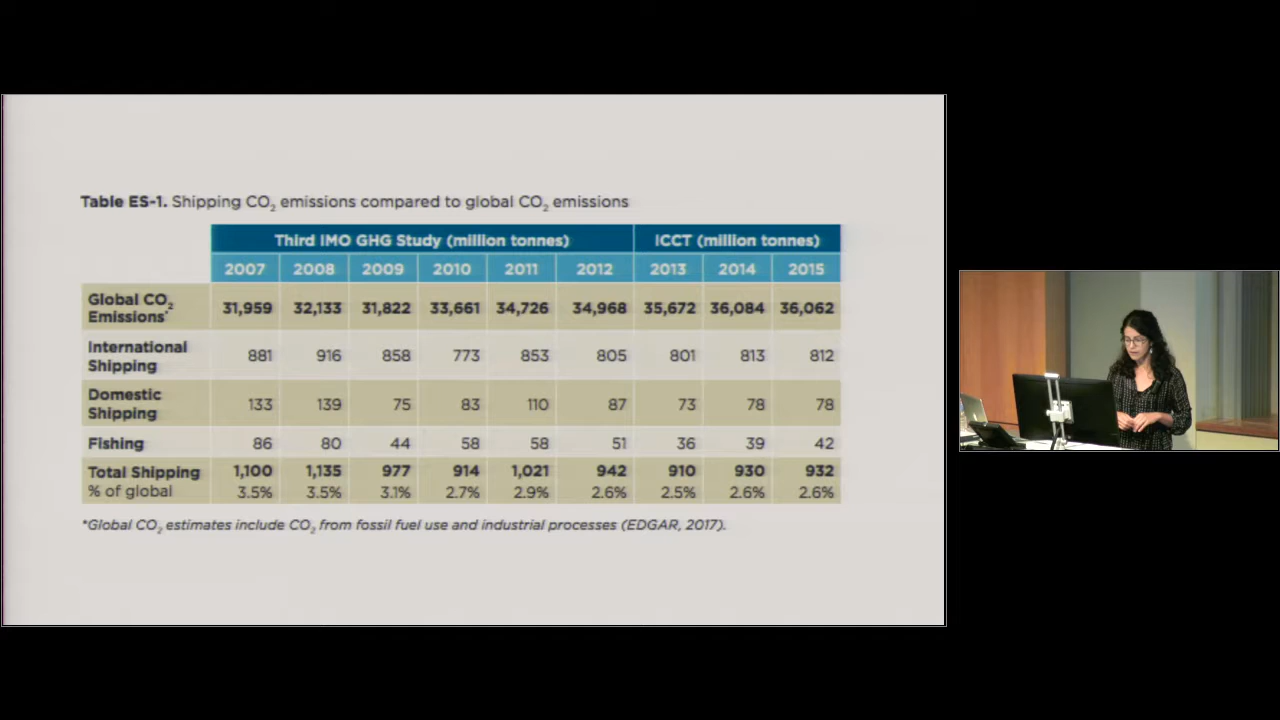 Table ES-1. Shipping CO₂ emissions compared to global CO₂ emissions
Third IMO GHG Study (million tonnes) ICCT (million tonnes)
2007 2008 2009 2010 2011 2012 2013 2014 2015
Global CO₂
Emissions* 31,959 32,133 31,822 33,661 34,726 34,968 35,672 36,084 36,062
International
Shipping 881 916 858 773 853 805 801 813 812
Domestic
Shipping 133 139 75 83 110 87 73 78 78
Fishing 86 80 44 58 58 51 36 39 42
Total Shipping 1,100 1,135 977 914 1,021 942 910 930 932
% of global 3.5% 3.5% 3.1% 2.7% 2.9% 2.6% 2.5% 2.6% 2.6%
*Global CO₂ estimates include CO₂ from fossil fuel use and industrial processes (EDGAR, 2017).